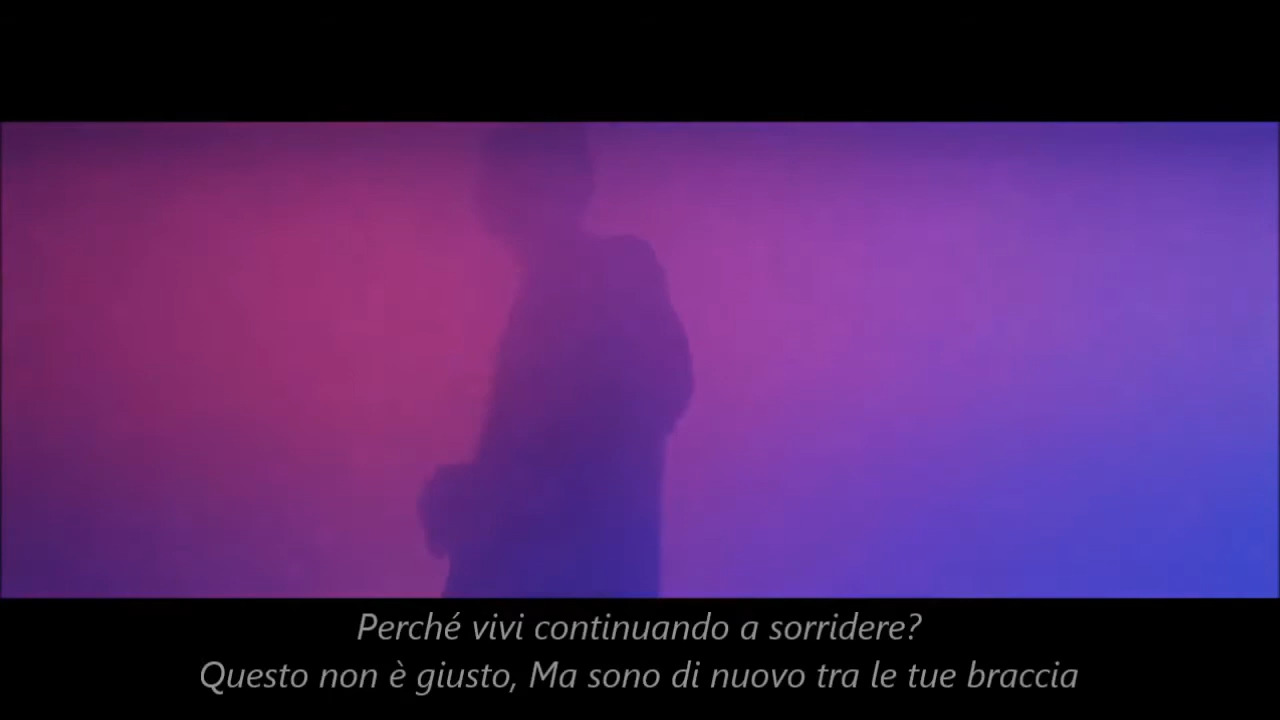 Perché vivi continuando a sorridere?
Questo non è giusto, Ma sono di nuovo tra le tue braccia